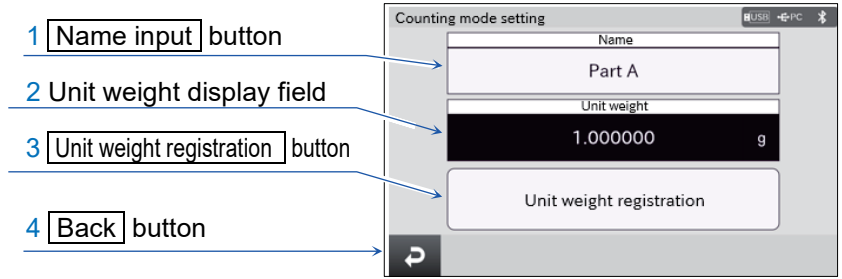 1 Name input button
2 Unit weight display field
3 Unit weight registration button
4 Back button
Counting mode setting
USB PC
Name
Part A
Unit weight
1.000000 g
Unit weight registration